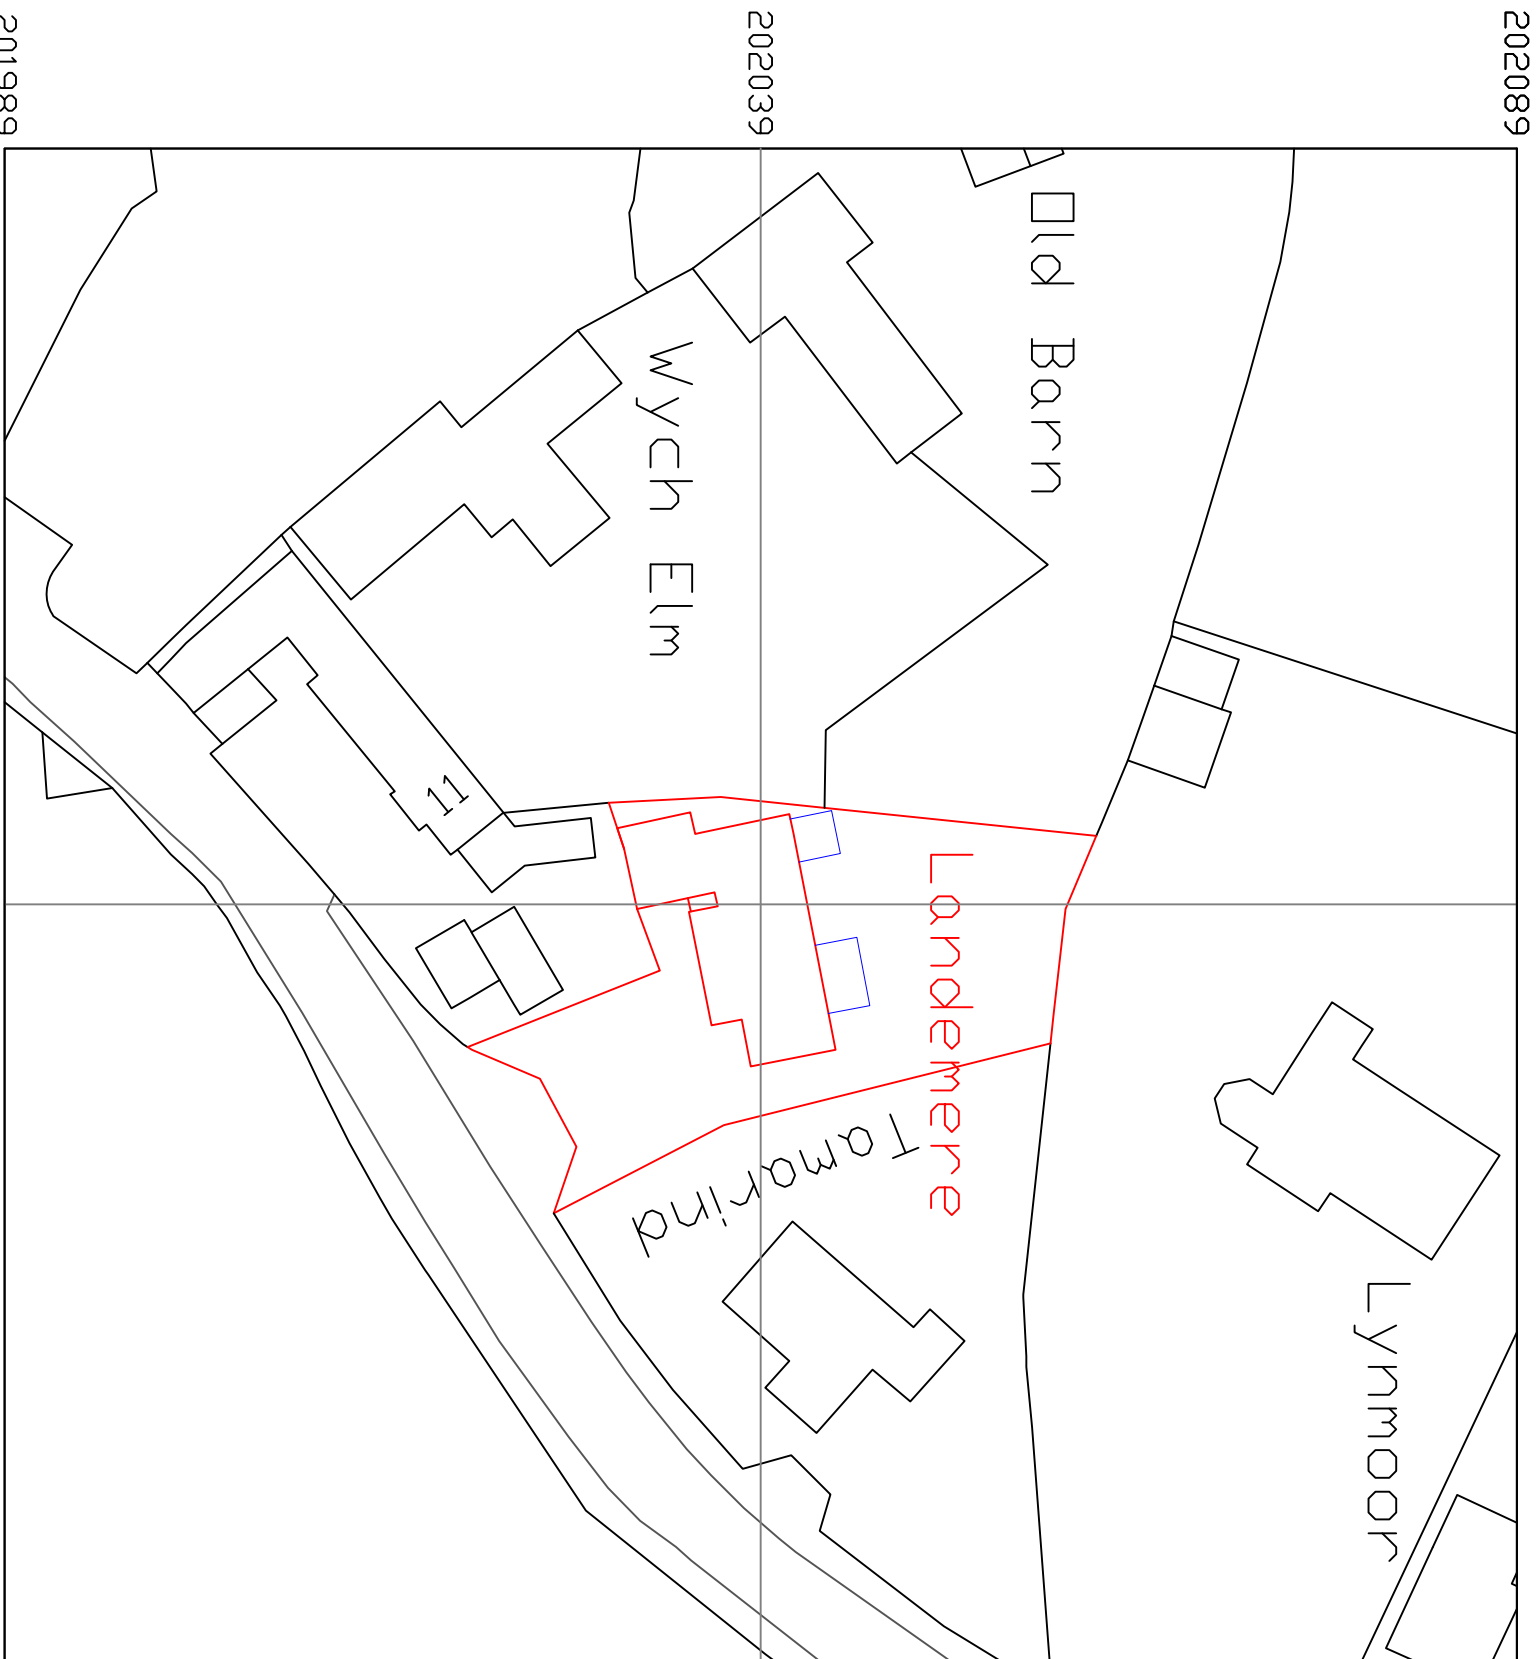 202089
202039
201989
Old Barn
Wych Elm
11
Landemere
Tamarind
Lynmoor